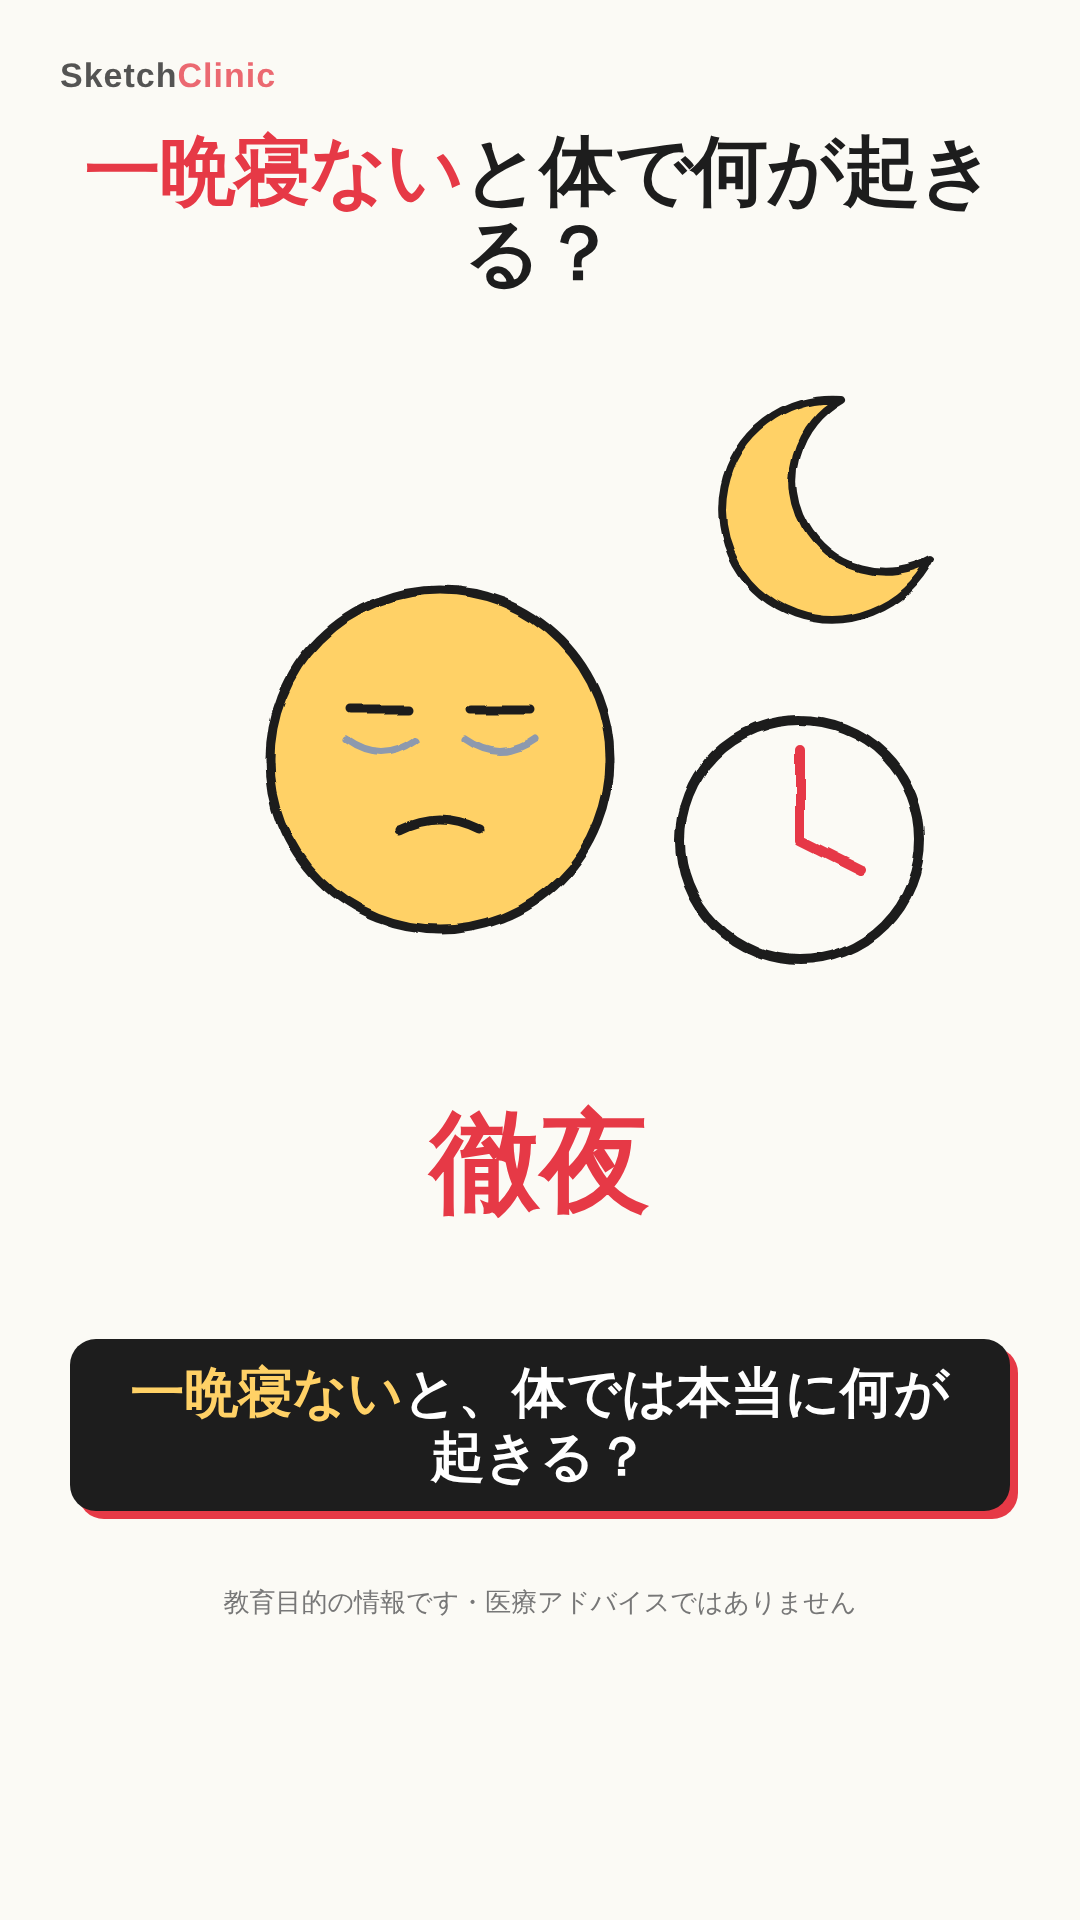 SketchClinic
一晩寝ないと体で何が起き
る？
徹夜
一晩寝ないと、体では本当に何が
起きる？
教育目的の情報です・医療アドバイスではありません